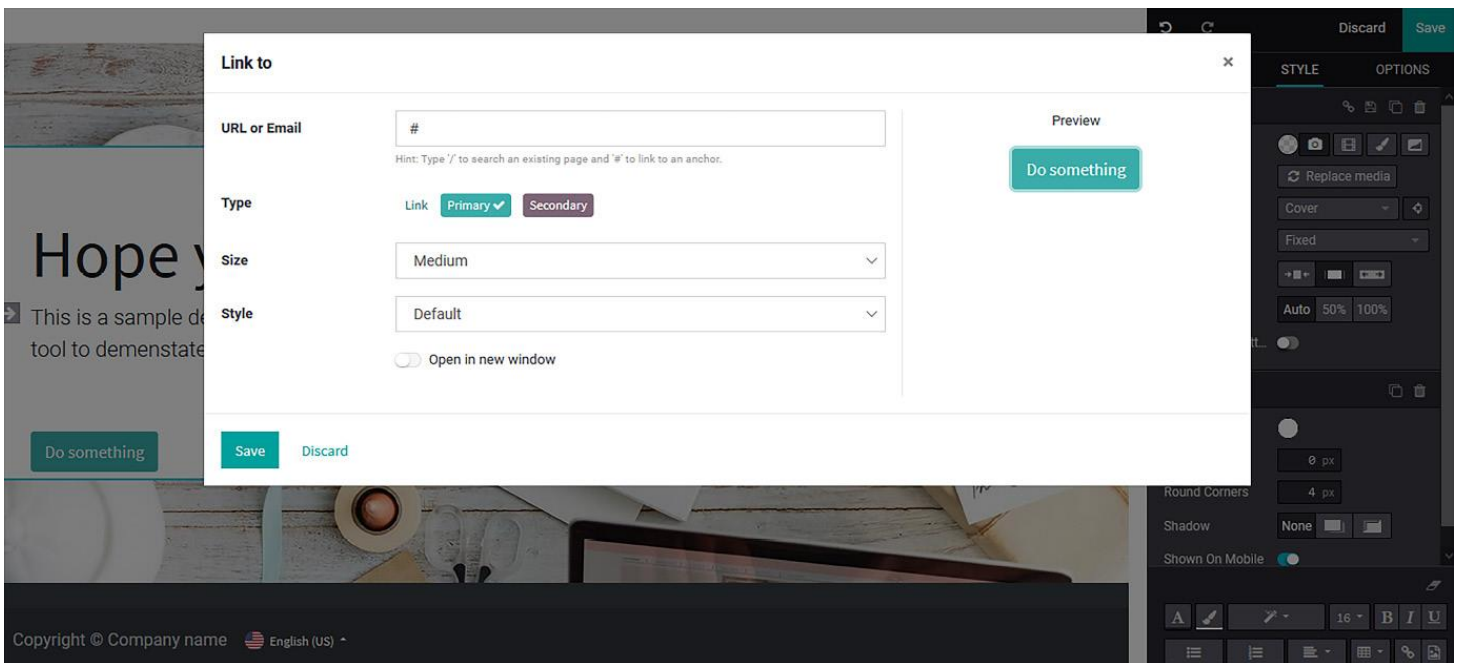 Discard Save
Link to ×
STYLE OPTIONS
URL or Email #
Preview
Hint: Type '/' to search an existing page and '#' to link to an anchor.
Do something
Replace media
Type Link Primary Secondary
Cover
Hope
Fixed
Size Medium
This is a sample
Style Default
Auto 50% 100%
tool to demenstate
Open in new window
Do something
Save Discard
0 px
Round Corners 4 px
Shadow None
Shown On Mobile
A 16 B I U
Copyright © Company name English (US)